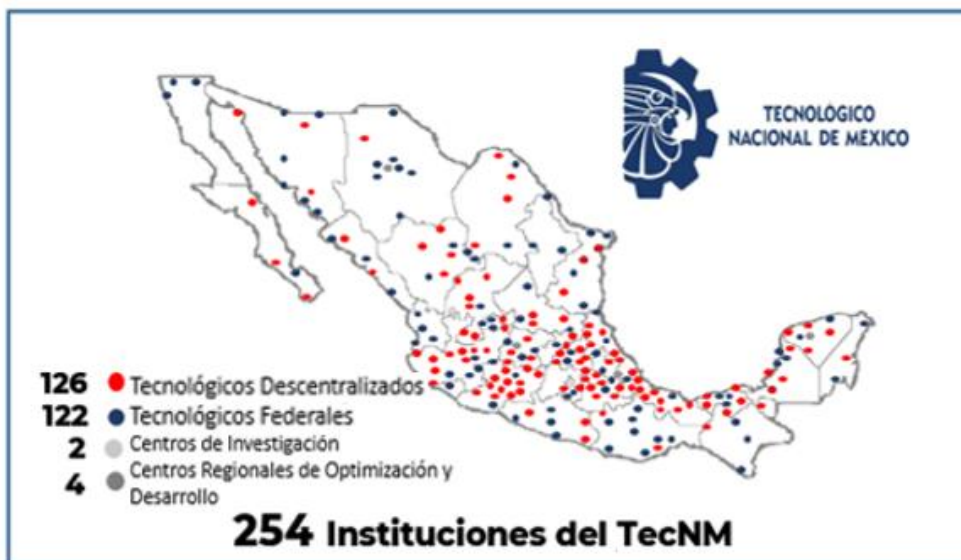 TECNOLÓGICO
NACIONAL DE MEXICO
126 Tecnológicos Descentralizados
122 Tecnológicos Federales
2 Centros de Investigación
4 Centros Regionales de Optimización y
Desarrollo
254 Instituciones del TecNM